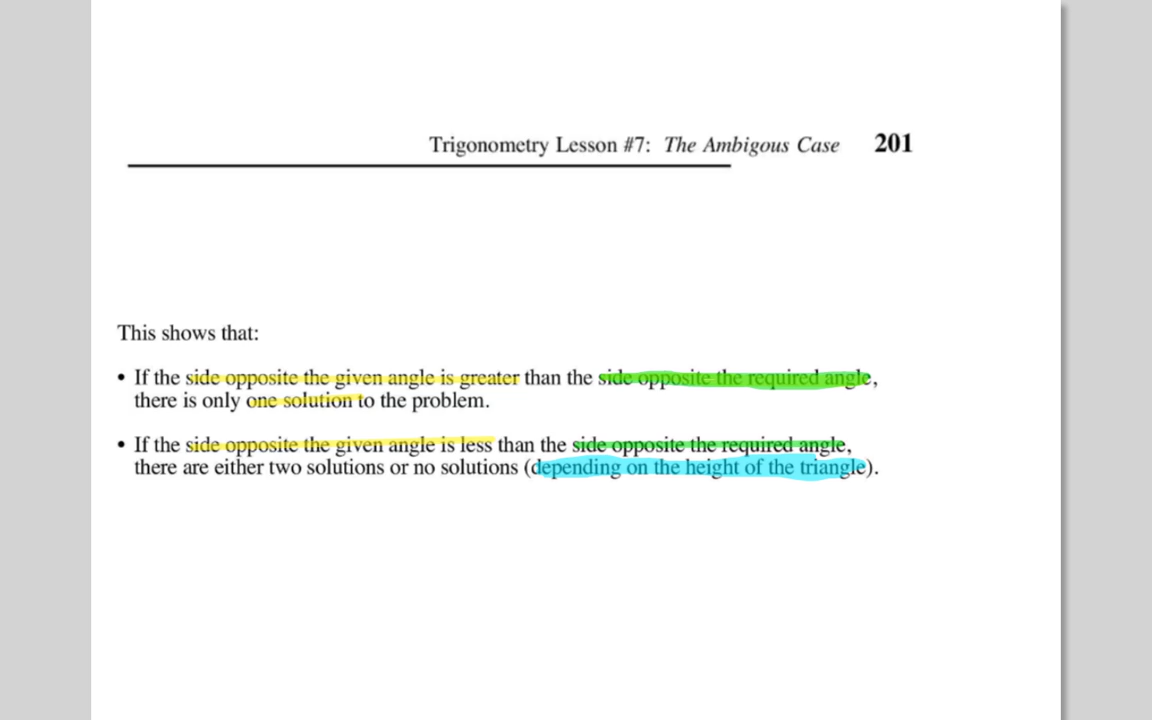 Trigonometry Lesson #7: The Ambigous Case 201
This shows that:
• If the side opposite the given angle is greater than the side opposite the required angle,
there is only one solution to the problem.
• If the side opposite the given angle is less than the side opposite the required angle,
there are either two solutions or no solutions (depending on the height of the triangle).